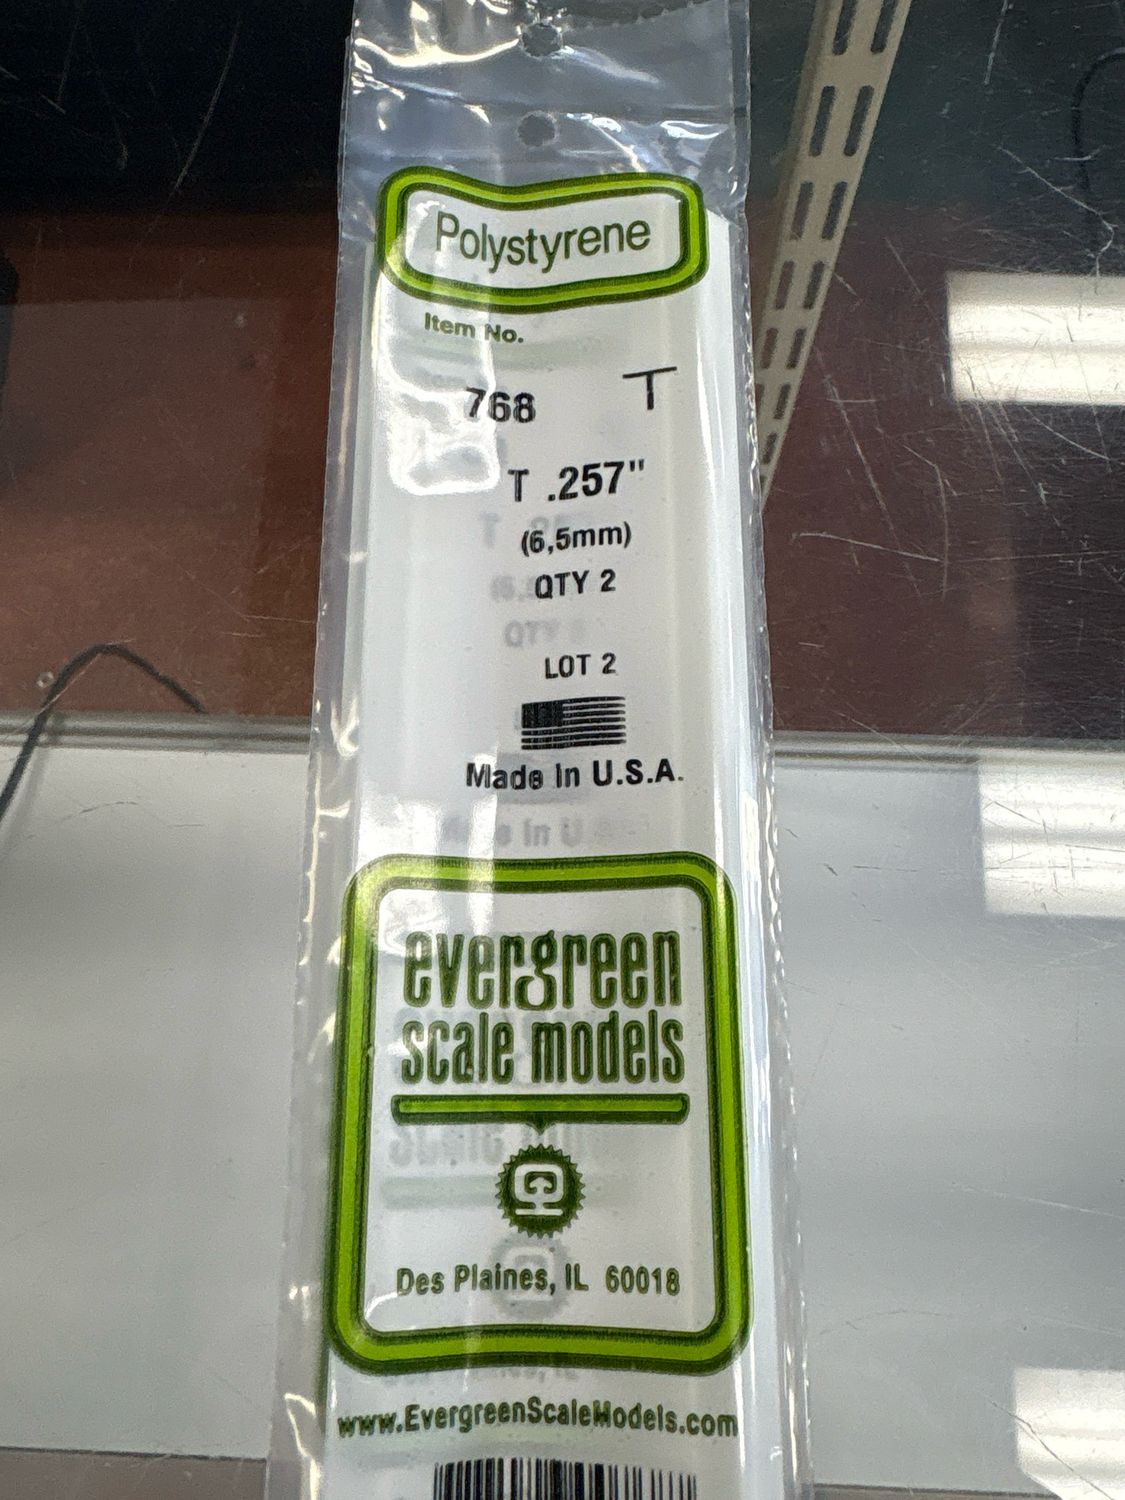 Polystyrene
Item No.
768 T
T .257"
(6,5mm)
QTY 2
LOT 2
Made In U.S.A.
evergreen
scale models
Des Plaines, IL 60018
www.EvergreenScaleModels.com